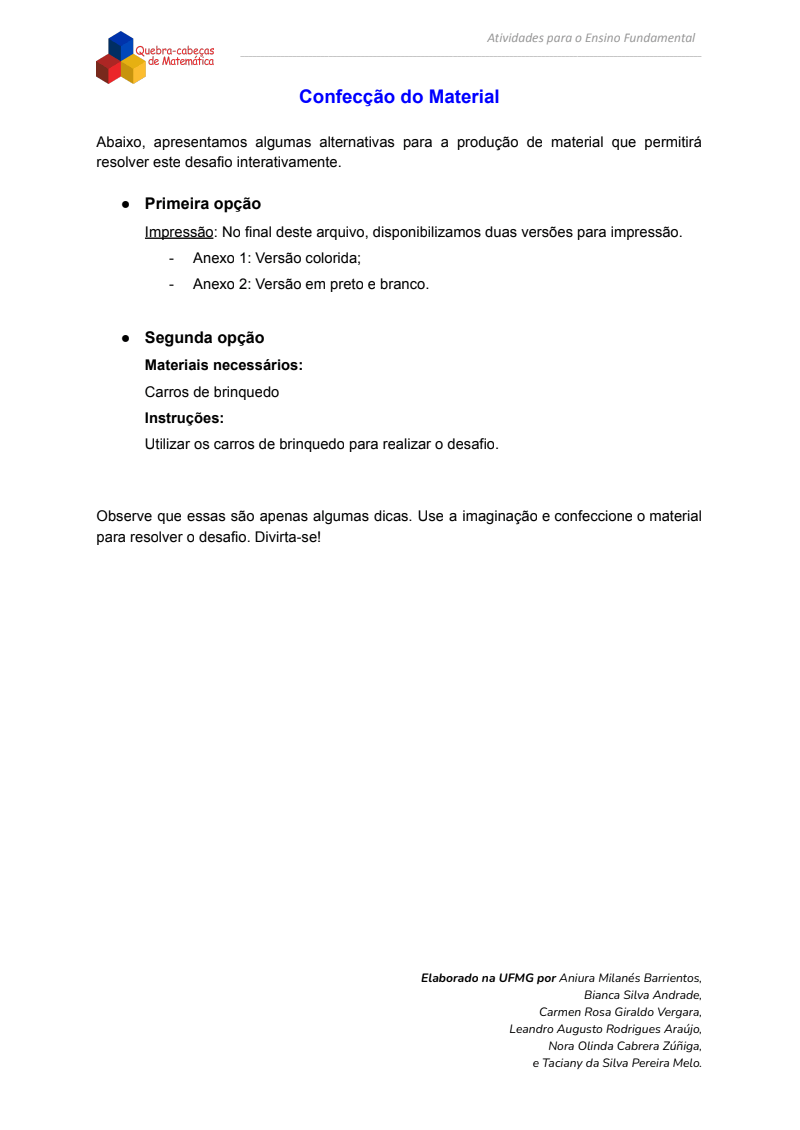 Quebra-cabeças
de Matemática
Atividades para o Ensino Fundamental
Confecção do Material
Abaixo, apresentamos algumas alternativas para a produção de material que permitirá
resolver este desafio interativamente.
● Primeira opção
Impressão: No final deste arquivo, disponibilizamos duas versões para impressão.
- Anexo 1: Versão colorida;
- Anexo 2: Versão em preto e branco.
● Segunda opção
Materiais necessários:
Carros de brinquedo
Instruções:
Utilizar os carros de brinquedo para realizar o desafio.
Observe que essas são apenas algumas dicas. Use a imaginação e confeccione o material
para resolver o desafio. Divirta-se!
Elaborado na UFMG por Aniura Milanés Barrientos,
Bianca Silva Andrade,
Carmen Rosa Giraldo Vergara,
Leandro Augusto Rodrigues Araújo,
Nora Olinda Cabrera Zúñiga,
e Taciany da Silva Pereira Melo.